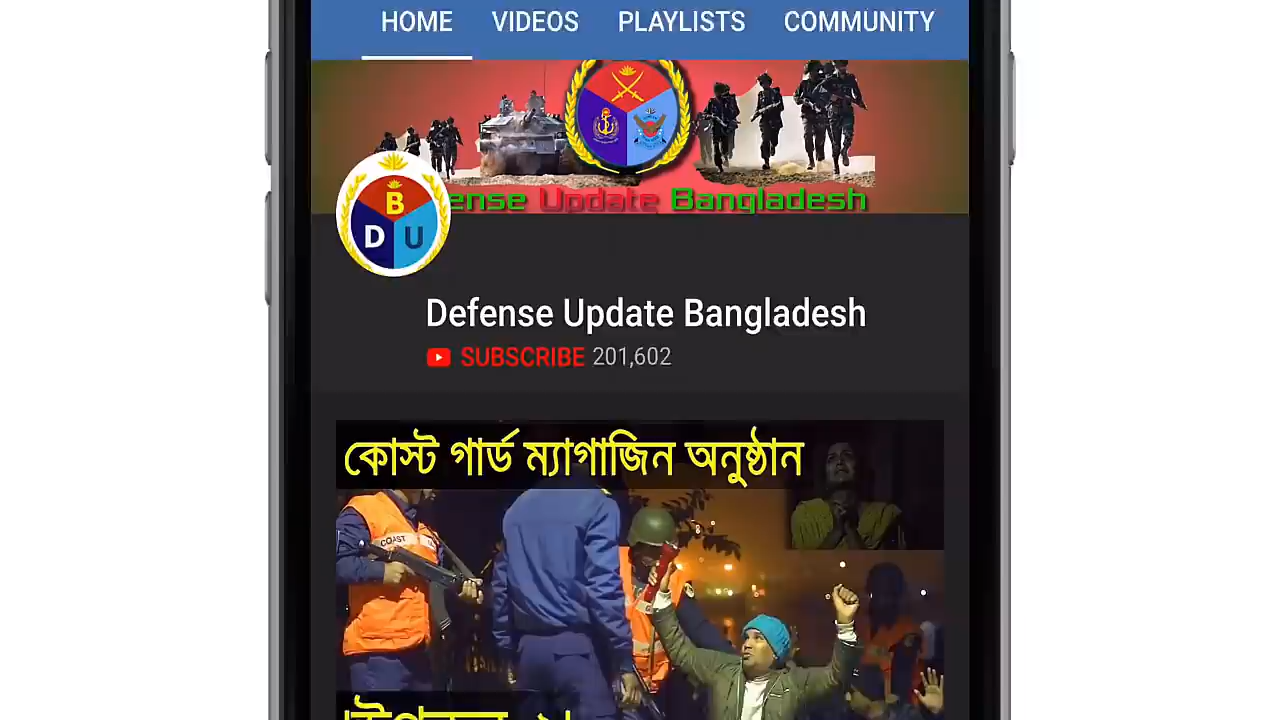 HOME VIDEOS PLAYLISTS COMMUNITY
ense Update Bangladesh
B
D U
Defense Update Bangladesh
SUBSCRIBE 201,602
কোস্ট গার্ড ম্যাগাজিন অনুষ্ঠান
COAST